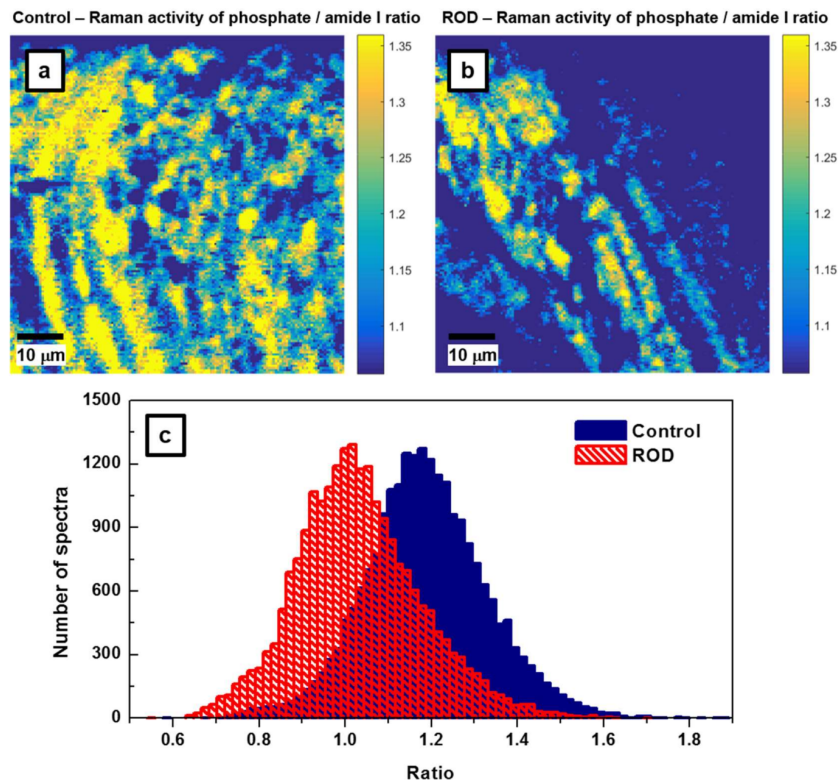 Control – Raman activity of phosphate / amide I ratio
ROD – Raman activity of phosphate / amide I ratio
a
10 μm
1.35
1.3
1.25
1.2
1.15
1.1
b
10 μm
1.35
1.3
1.25
1.2
1.15
1.1
c
Control
ROD
1500
1200
900
600
300
0
Number of spectra
0.6 0.8 1.0 1.2 1.4 1.6 1.8
Ratio